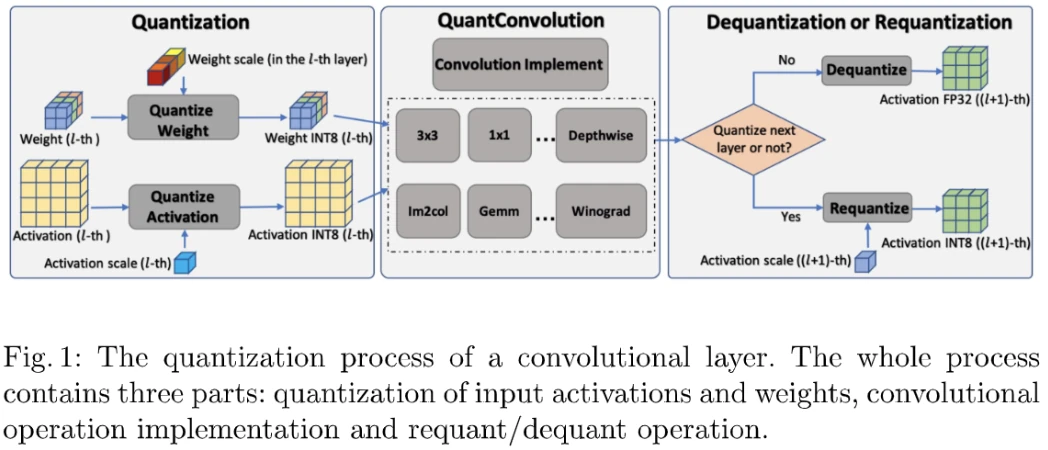 Quantization
Weight scale (in the l-th layer)
Quantize
Weight
Weight (l-th )
Weight INT8 (l-th)
Quantize
Activation
Activation (l-th )
Activation INT8 (l-th)
Activation scale (l-th)
QuantConvolution
Convolution Implement
3x3 1x1 ... Depthwise
Im2col Gemm ... Winograd
Dequantization or Requantization
No
Dequantize
Activation FP32 ((l+1)-th)
Quantize next
layer or not?
Yes
Requantize
Activation INT8 ((l+1)-th)
Activation scale ((l+1)-th)
Fig. 1: The quantization process of a convolutional layer. The whole process
contains three parts: quantization of input activations and weights, convolutional
operation implementation and requant/dequant operation.